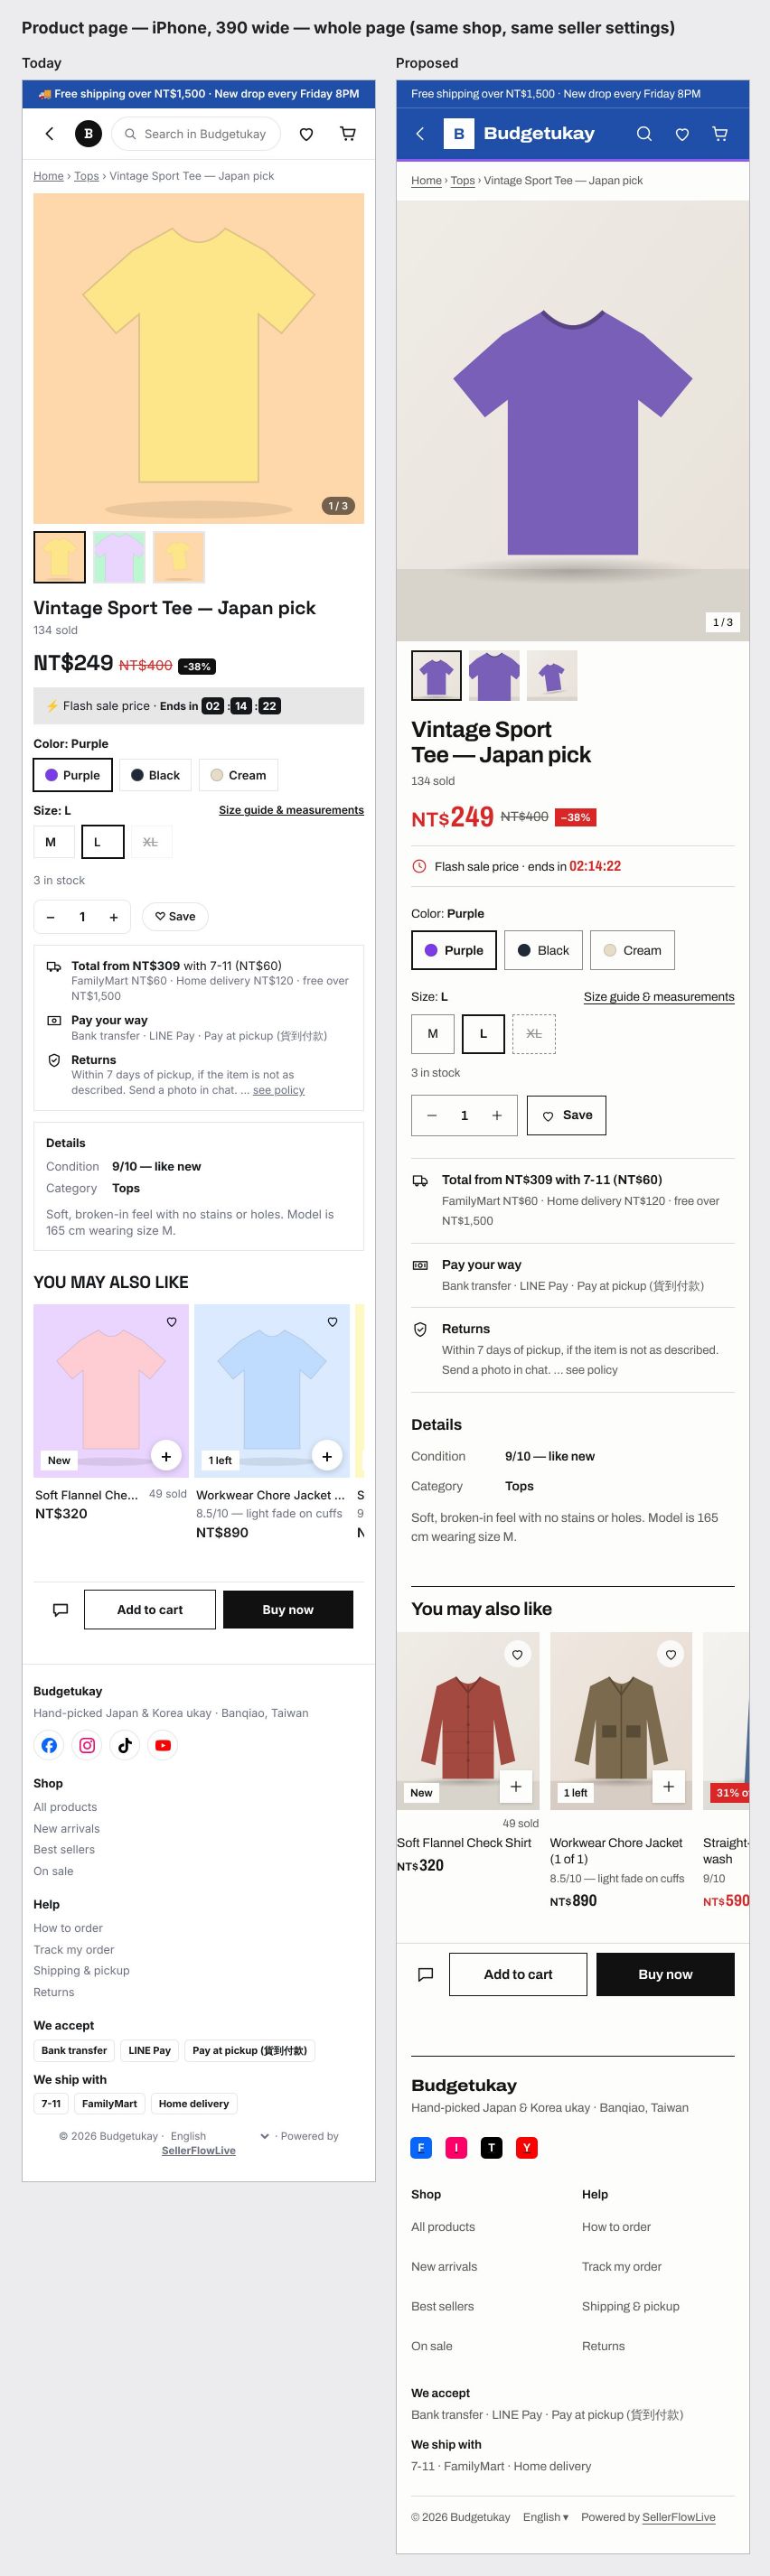 Product page — iPhone, 390 wide — whole page (same shop, same seller settings)
Today
🚚 Free shipping over NT$1,500 · New drop every Friday 8PM
B
Search in Budgetukay
Home › Tops › Vintage Sport Tee — Japan pick
1 / 3
Vintage Sport Tee — Japan pick
134 sold
NT$249 NT$400 -38%
⚡ Flash sale price · Ends in 02 : 14 : 22
Color: Purple
Purple
Black
Cream
Size: L
Size guide & measurements
M
L
XL
3 in stock
− 1 +
♡ Save
Total from NT$309 with 7-11 (NT$60)
FamilyMart NT$60 · Home delivery NT$120 · free over
NT$1,500
Pay your way
Bank transfer · LINE Pay · Pay at pickup (貨到付款)
Returns
Within 7 days of pickup, if the item is not as
described. Send a photo in chat. ... see policy
Details
Condition 9/10 — like new
Category Tops
Soft, broken-in feel with no stains or holes. Model is
165 cm wearing size M.
YOU MAY ALSO LIKE
New
+
1 left
+
Soft Flannel Che... 49 sold
NT$320
Workwear Chore Jacket ...
8.5/10 — light fade on cuffs
NT$890
S
9
N
Add to cart
Buy now
Budgetukay
Hand-picked Japan & Korea ukay · Banqiao, Taiwan
Shop
All products
New arrivals
Best sellers
On sale
Help
How to order
Track my order
Shipping & pickup
Returns
We accept
Bank transfer
LINE Pay
Pay at pickup (貨到付款)
We ship with
7-11
FamilyMart
Home delivery
© 2026 Budgetukay · English · Powered by
SellerFlowLive
Proposed
Free shipping over NT$1,500 · New drop every Friday 8PM
B Budgetukay
Home › Tops › Vintage Sport Tee — Japan pick
1 / 3
Vintage Sport
Tee — Japan pick
134 sold
NT$249 NT$400 −38%
Flash sale price · ends in 02:14:22
Color: Purple
Purple
Black
Cream
Size: L
Size guide & measurements
M
L
XL
3 in stock
− 1 +
Save
Total from NT$309 with 7-11 (NT$60)
FamilyMart NT$60 · Home delivery NT$120 · free over
NT$1,500
Pay your way
Bank transfer · LINE Pay · Pay at pickup (貨到付款)
Returns
Within 7 days of pickup, if the item is not as described.
Send a photo in chat. ... see policy
Details
Condition 9/10 — like new
Category Tops
Soft, broken-in feel with no stains or holes. Model is 165
cm wearing size M.
You may also like
New
+
1 left
+
31% o
49 sold
Soft Flannel Check Shirt
NT$320
Workwear Chore Jacket
(1 of 1)
8.5/10 — light fade on cuffs
NT$890
Straight-
wash
9/10
NT$590
Add to cart
Buy now
Budgetukay
Hand-picked Japan & Korea ukay · Banqiao, Taiwan
F I T Y
Shop
All products
New arrivals
Best sellers
On sale
Help
How to order
Track my order
Shipping & pickup
Returns
We accept
Bank transfer · LINE Pay · Pay at pickup (貨到付款)
We ship with
7-11 · FamilyMart · Home delivery
© 2026 Budgetukay English ▾ Powered by SellerFlowLive